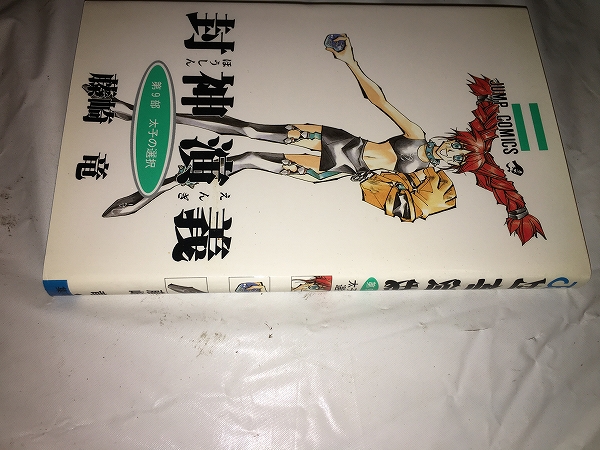 JUMP COMICS
封神演義
ほうしん
えんぎ
第9部 太子の選択
藤崎 竜